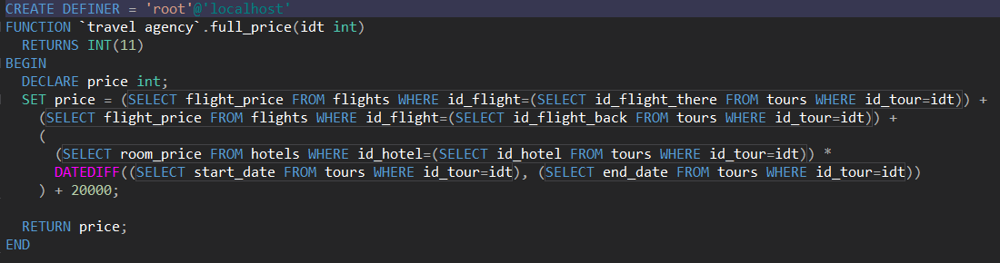 CREATE DEFINER = 'root'@'localhost'
FUNCTION `travel agency`.full_price(idt int)
  RETURNS INT(11)
BEGIN
  DECLARE price int;
  SET price = (SELECT flight_price FROM flights WHERE id_flight=(SELECT id_flight_there FROM tours WHERE id_tour=idt)) +
    (SELECT flight_price FROM flights WHERE id_flight=(SELECT id_flight_back FROM tours WHERE id_tour=idt)) +
    (
      (SELECT room_price FROM hotels WHERE id_hotel=(SELECT id_hotel FROM tours WHERE id_tour=idt)) *
      DATEDIFF((SELECT start_date FROM tours WHERE id_tour=idt), (SELECT end_date FROM tours WHERE id_tour=idt))
    ) + 20000;

  RETURN price;
END